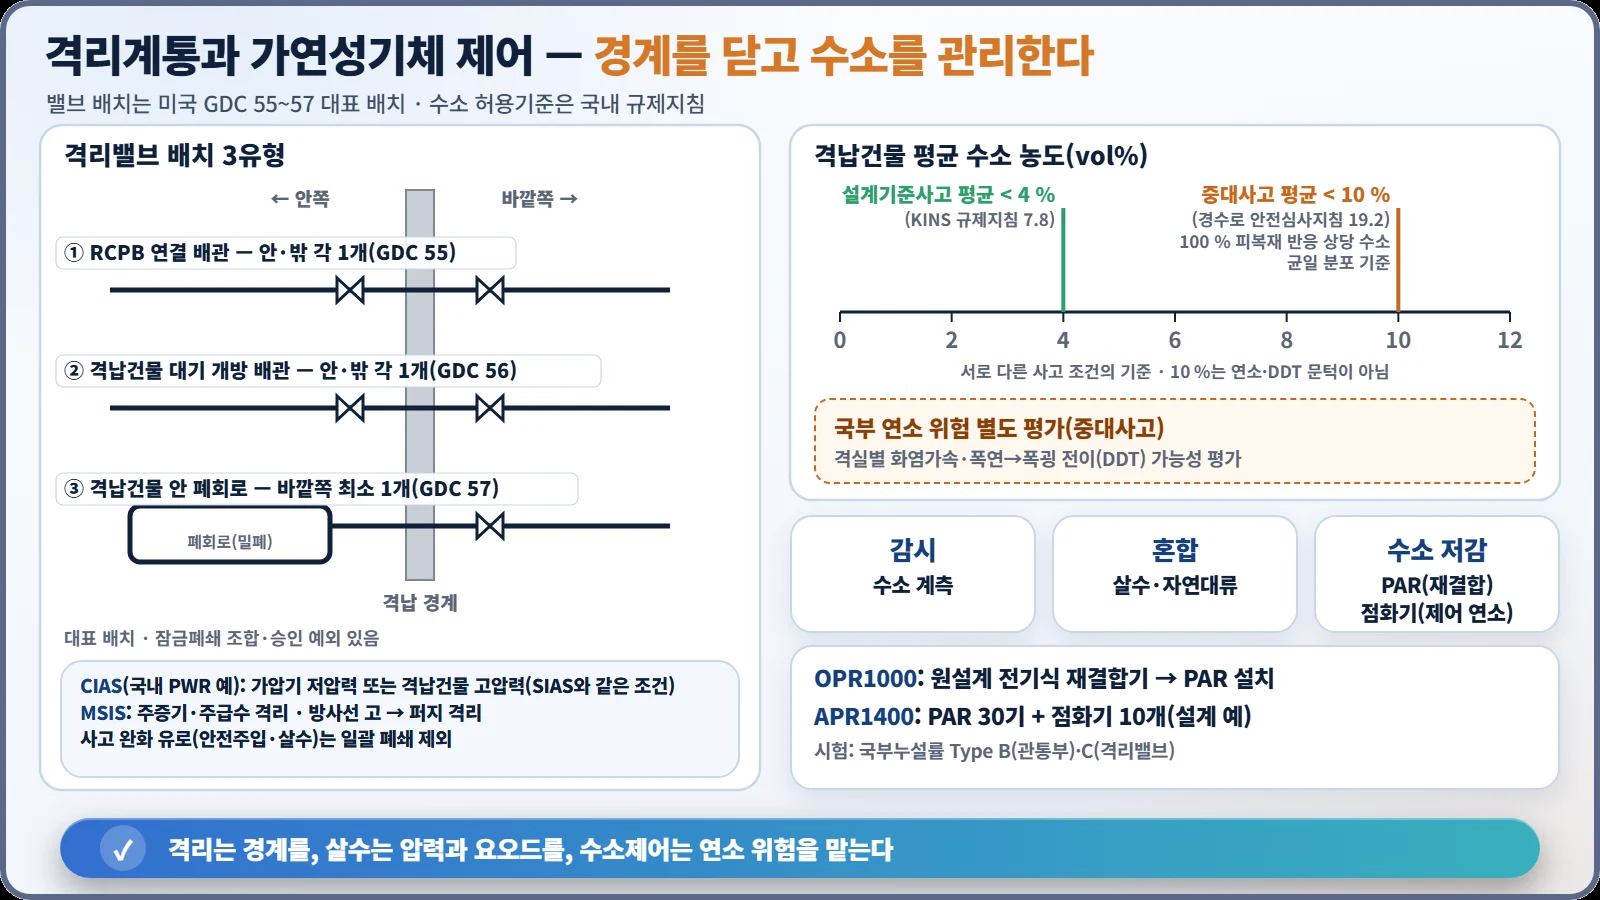 격리계통과 가연성기체 제어 — 경계를 닫고 수소를 관리한다
밸브 배치는 미국 GDC 55~57 대표 배치 · 수소 허용기준은 국내 규제지침
격리밸브 배치 3유형
← 안쪽
바깥쪽 →
① RCPB 연결 배관 — 안·밖 각 1개(GDC 55)
② 격납건물 대기 개방 배관 — 안·밖 각 1개(GDC 56)
③ 격납건물 안 폐회로 — 바깥쪽 최소 1개(GDC 57)
폐회로(밀폐)
격납 경계
대표 배치 · 잠금폐쇄 조합·승인 예외 있음
CIAS(국내 PWR 예): 가압기 저압력 또는 격납건물 고압력(SIAS와 같은 조건)
MSIS: 주증기·주급수 격리 · 방사선 고 → 퍼지 격리
사고 완화 유로(안전주입·살수)는 일괄 폐쇄 제외
격납건물 평균 수소 농도(vol%)
설계기준사고 평균 < 4 %
(KINS 규제지침 7.8)
중대사고 평균 < 10 %
(경수로 안전심사지침 19.2)
100 % 피복재 반응 상당 수소
균일 분포 기준
0 2 4 6 8 10 12
서로 다른 사고 조건의 기준 · 10 %는 연소·DDT 문턱이 아님
국부 연소 위험 별도 평가(중대사고)
격실별 화염가속·폭연→폭굉 전이(DDT) 가능성 평가
감시
수소 계측
혼합
살수·자연대류
수소 저감
PAR(재결합)
점화기(제어 연소)
OPR1000: 원설계 전기식 재결합기 → PAR 설치
APR1400: PAR 30기 + 점화기 10개(설계 예)
시험: 국부누설률 Type B(관통부)·C(격리밸브)
✓ 격리는 경계를, 살수는 압력과 요오드를, 수소제어는 연소 위험을 맡는다